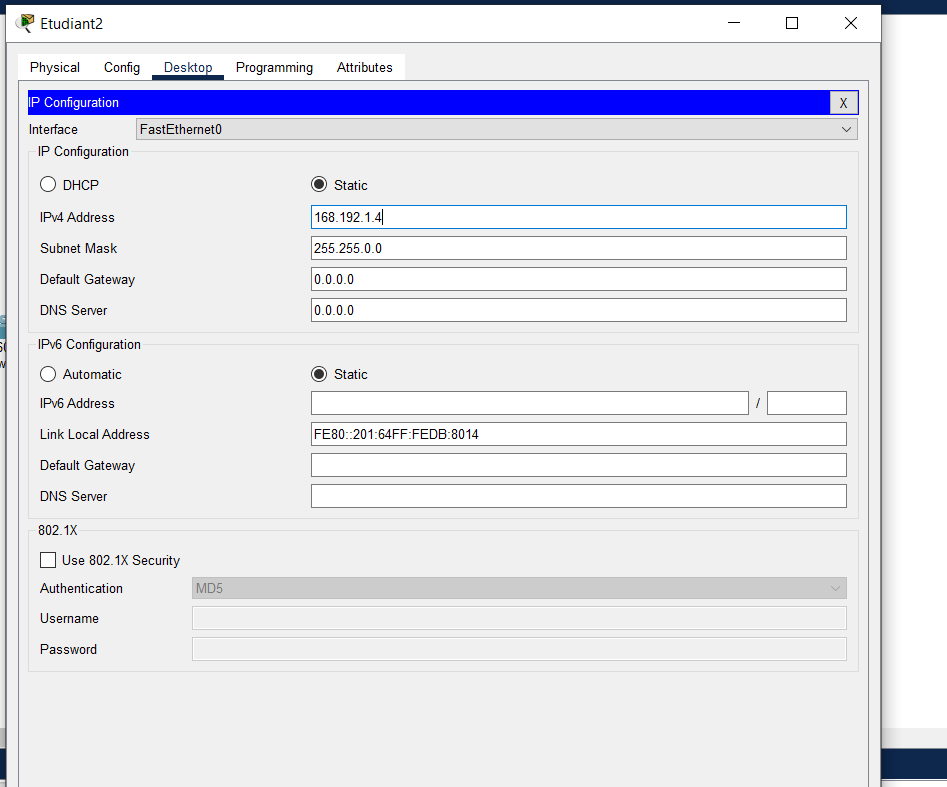 Etudiant2
Physical Config Desktop Programming Attributes
IP Configuration X
Interface FastEthernet0
IP Configuration
DHCP Static
IPv4 Address 168.192.1.4
Subnet Mask 255.255.0.0
Default Gateway 0.0.0.0
DNS Server 0.0.0.0
IPv6 Configuration
Automatic Static
IPv6 Address /
Link Local Address FE80::201:64FF:FEDB:8014
Default Gateway
DNS Server
802.1X
Use 802.1X Security
Authentication MD5
Username
Password